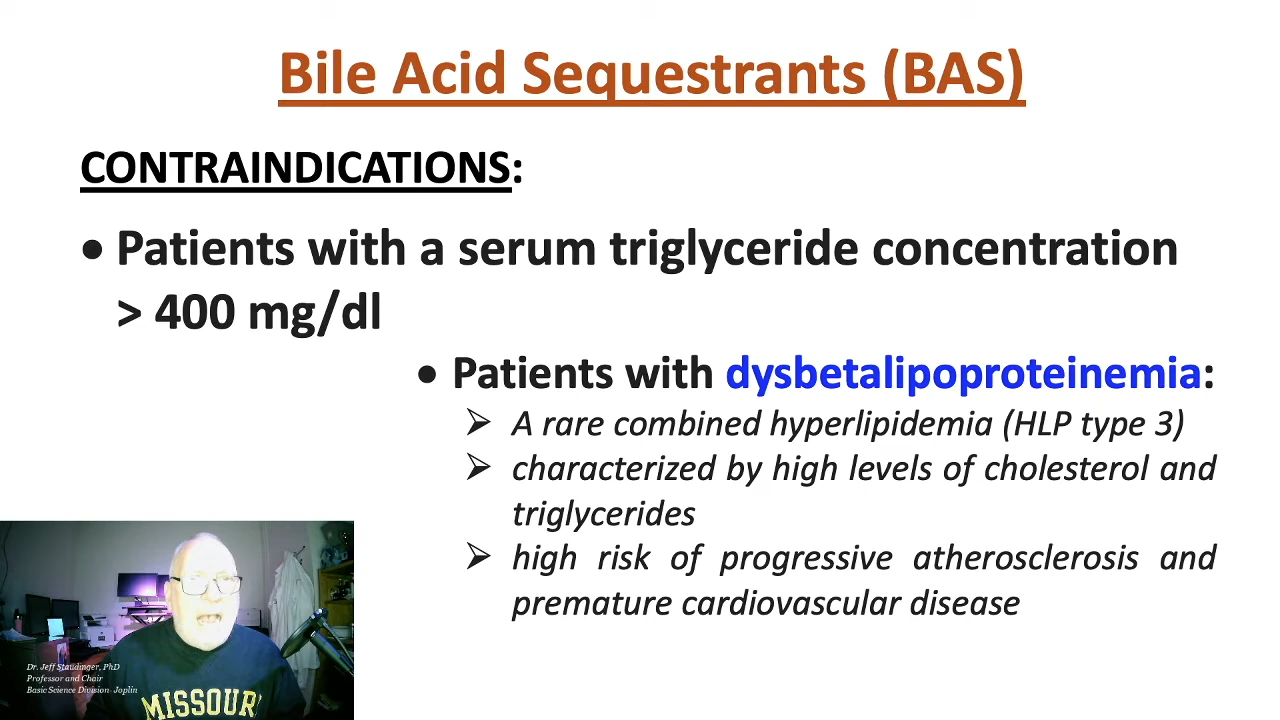 Bile Acid Sequestrants (BAS)
CONTRAINDICATIONS:
• Patients with a serum triglyceride concentration
> 400 mg/dl
• Patients with dysbetalipoproteinemia:
➢ A rare combined hyperlipidemia (HLP type 3)
➢ characterized by high levels of cholesterol and
triglycerides
➢ high risk of progressive atherosclerosis and
premature cardiovascular disease
Dr. Jeff Staudinger, PhD
Professor and Chair
Basic Science Division- Joplin
MISSOURI